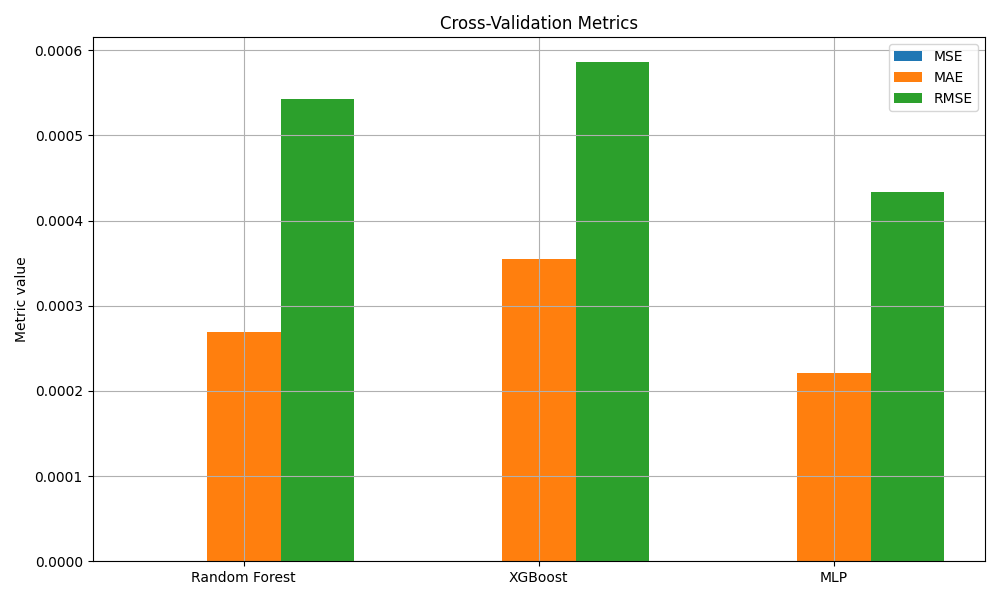 Cross-Validation Metrics
0.0006
0.0005
0.0004
0.0003
0.0002
0.0001
0.0000
Metric value
MSE
MAE
RMSE
Random Forest
XGBoost
MLP